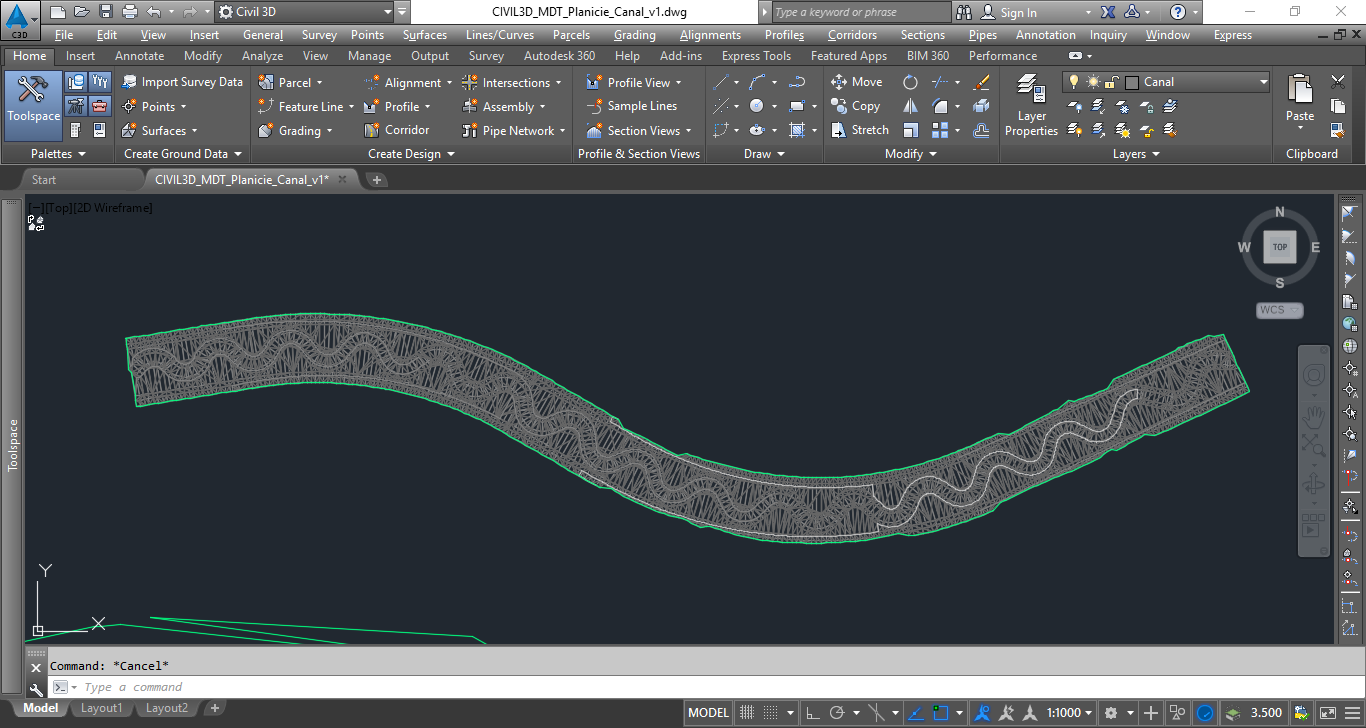 Civil 3D CIVIL3D_MDT_Planicie_Canal_v1.dwg Type a keyword or phrase Sign In
C3D
File Edit View Insert General Survey Points Surfaces Lines/Curves Parcels Grading Alignments Profiles Corridors Sections Pipes Annotation Inquiry Window Express
Home Insert Annotate Modify Analyze View Manage Output Survey Autodesk 360 Help Add-ins Express Tools Featured Apps BIM 360 Performance
Import Survey Data Parcel Alignment Intersections Profile View Move Canal
Toolspace Points Feature Line Profile Assembly Sample Lines Copy Layer Properties Paste
Surfaces Grading Corridor Pipe Network Section Views Stretch
Palettes Create Ground Data Create Design Profile & Section Views Draw Modify Layers Clipboard
Start CIVIL3D_MDT_Planicie_Canal_v1*
[−][Top][2D Wireframe]
N
W TOP E
S
WCS
Toolspace
Y
X
Command: *Cancel*
Type a command
Model Layout1 Layout2 MODEL 1:1000 3.500